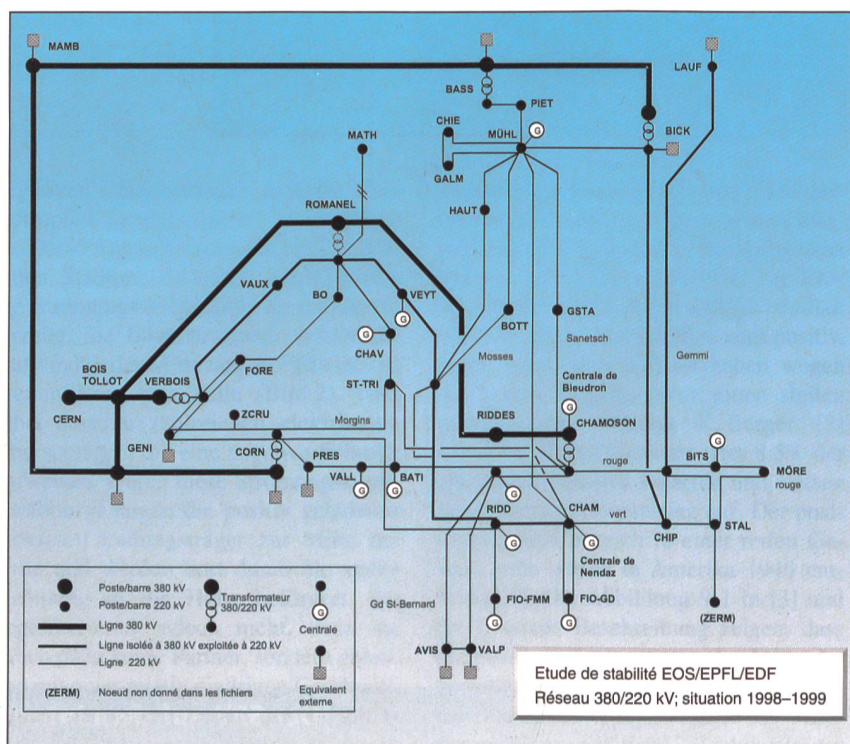 MAMB
LAUF
BASS
PIET
CHIE
MÜHL
G
BICK
MATH
GALM
ROMANEL
HAUT
VAUX
BO
VEYT
G
BOTT
GSTA
Sanetsch
G
CHAV
Mosses
Gemmi
BOIS
TOLLOT
VERBOIS
FORE
ST-TRI
Centrale de
Bieudron
G
CERN
ZCRU
Morgins
RIDDES
CHAMOSON
GENI
CORN
PRES
VALL
BATI
rouge
BITS
G
MÖRE
rouge
G
G
G
RIDD
CHAM
vert
CHIP
STAL
G
G
Centrale de
Nendaz
Poste/barre 380 kV
Poste/barre 220 kV
Transformateur
380/220 kV
Ligne 380 kV
Ligne isolée à 380 kV exploitée à 220 kV
Ligne 220 kV
G
Centrale
(ZERM) Noeud non donné dans les fichiers
Equivalent
externe
Gd St-Bernard
FIO-FMM
FIO-GD
G
G
(ZERM)
AVIS
VALP
Etude de stabilité EOS/EPFL/EDF
Réseau 380/220 kV; situation 1998–1999